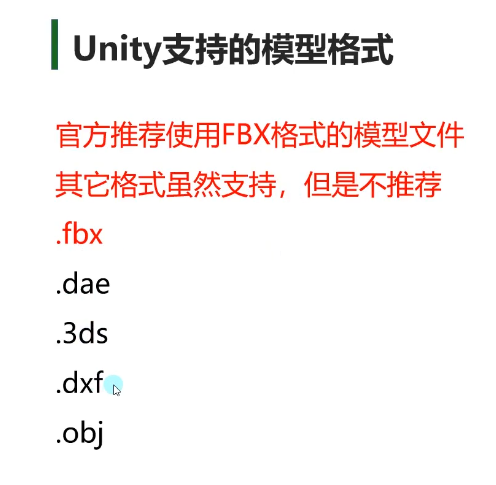 Unity支持的模型格式
官方推荐使用FBX格式的模型文件
其它格式虽然支持，但是不推荐
.fbx
.dae
.3ds
.dxf
.obj